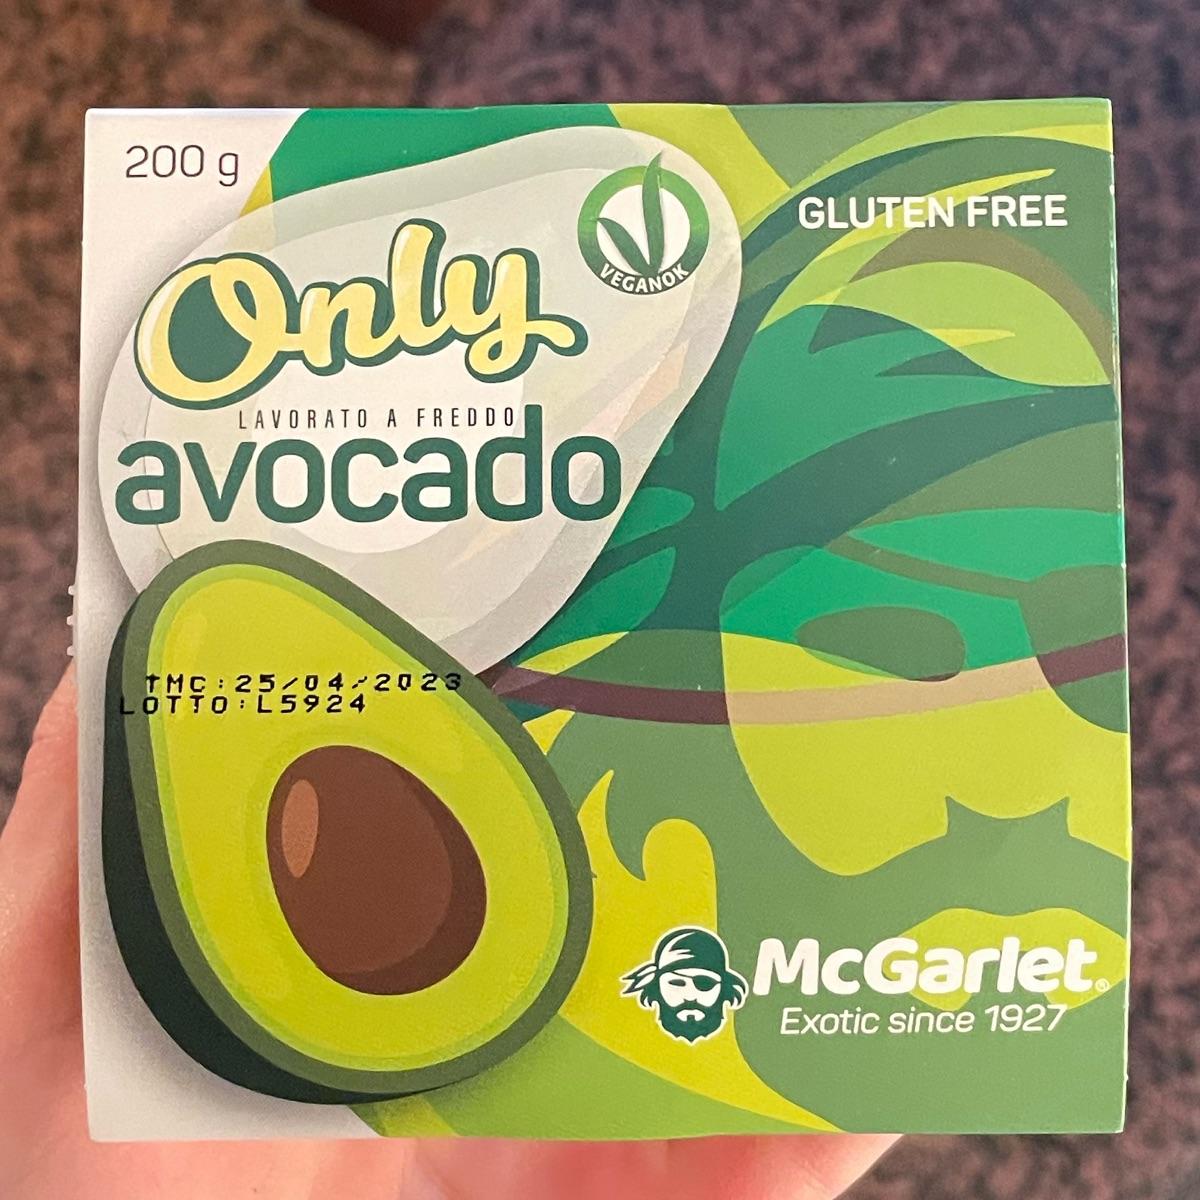 200 g
GLUTEN FREE
VEGANOK
Only
LAVORATO A FREDDO
avocado
TMC:25/04/2023
LOTTO:L5924
McGarlet®
Exotic since 1927